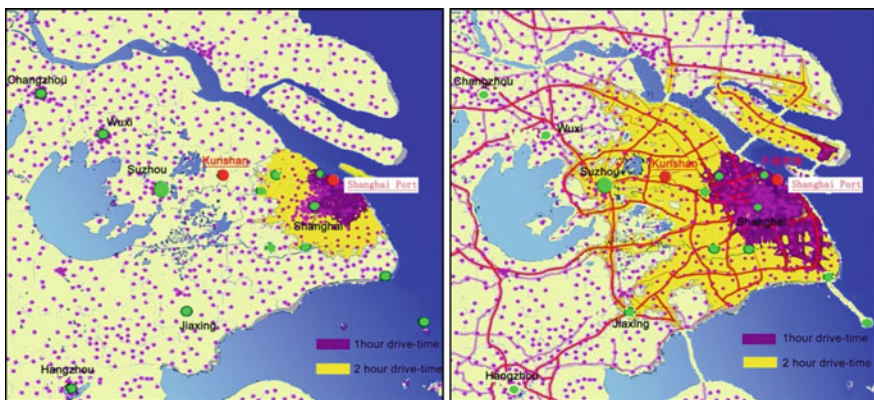 Changzhou
Wuxi
Kunshan
Suzhou
Shanghai Port
Shanghai
Jiaxing
1hour drive-time
2 hour drive-time
Hangzhou
Changzhou
Wuxi
Kunshan
Suzhou
Shanghai Port
Shanghai
Jiaxing
1hour drive-time
2 hour drive-time
Hangzhou